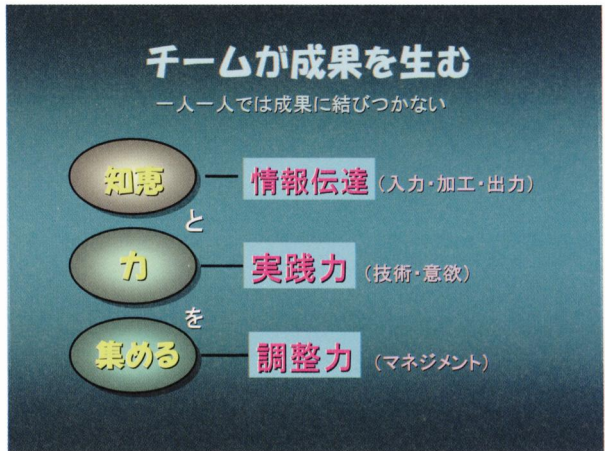 チームが成果を生む
一人一人では成果に結びつかない
知恵 情報伝達 (入力・加工・出力)
と
力 実践力 (技術・意欲)
を
集める 調整力 (マネジメント)